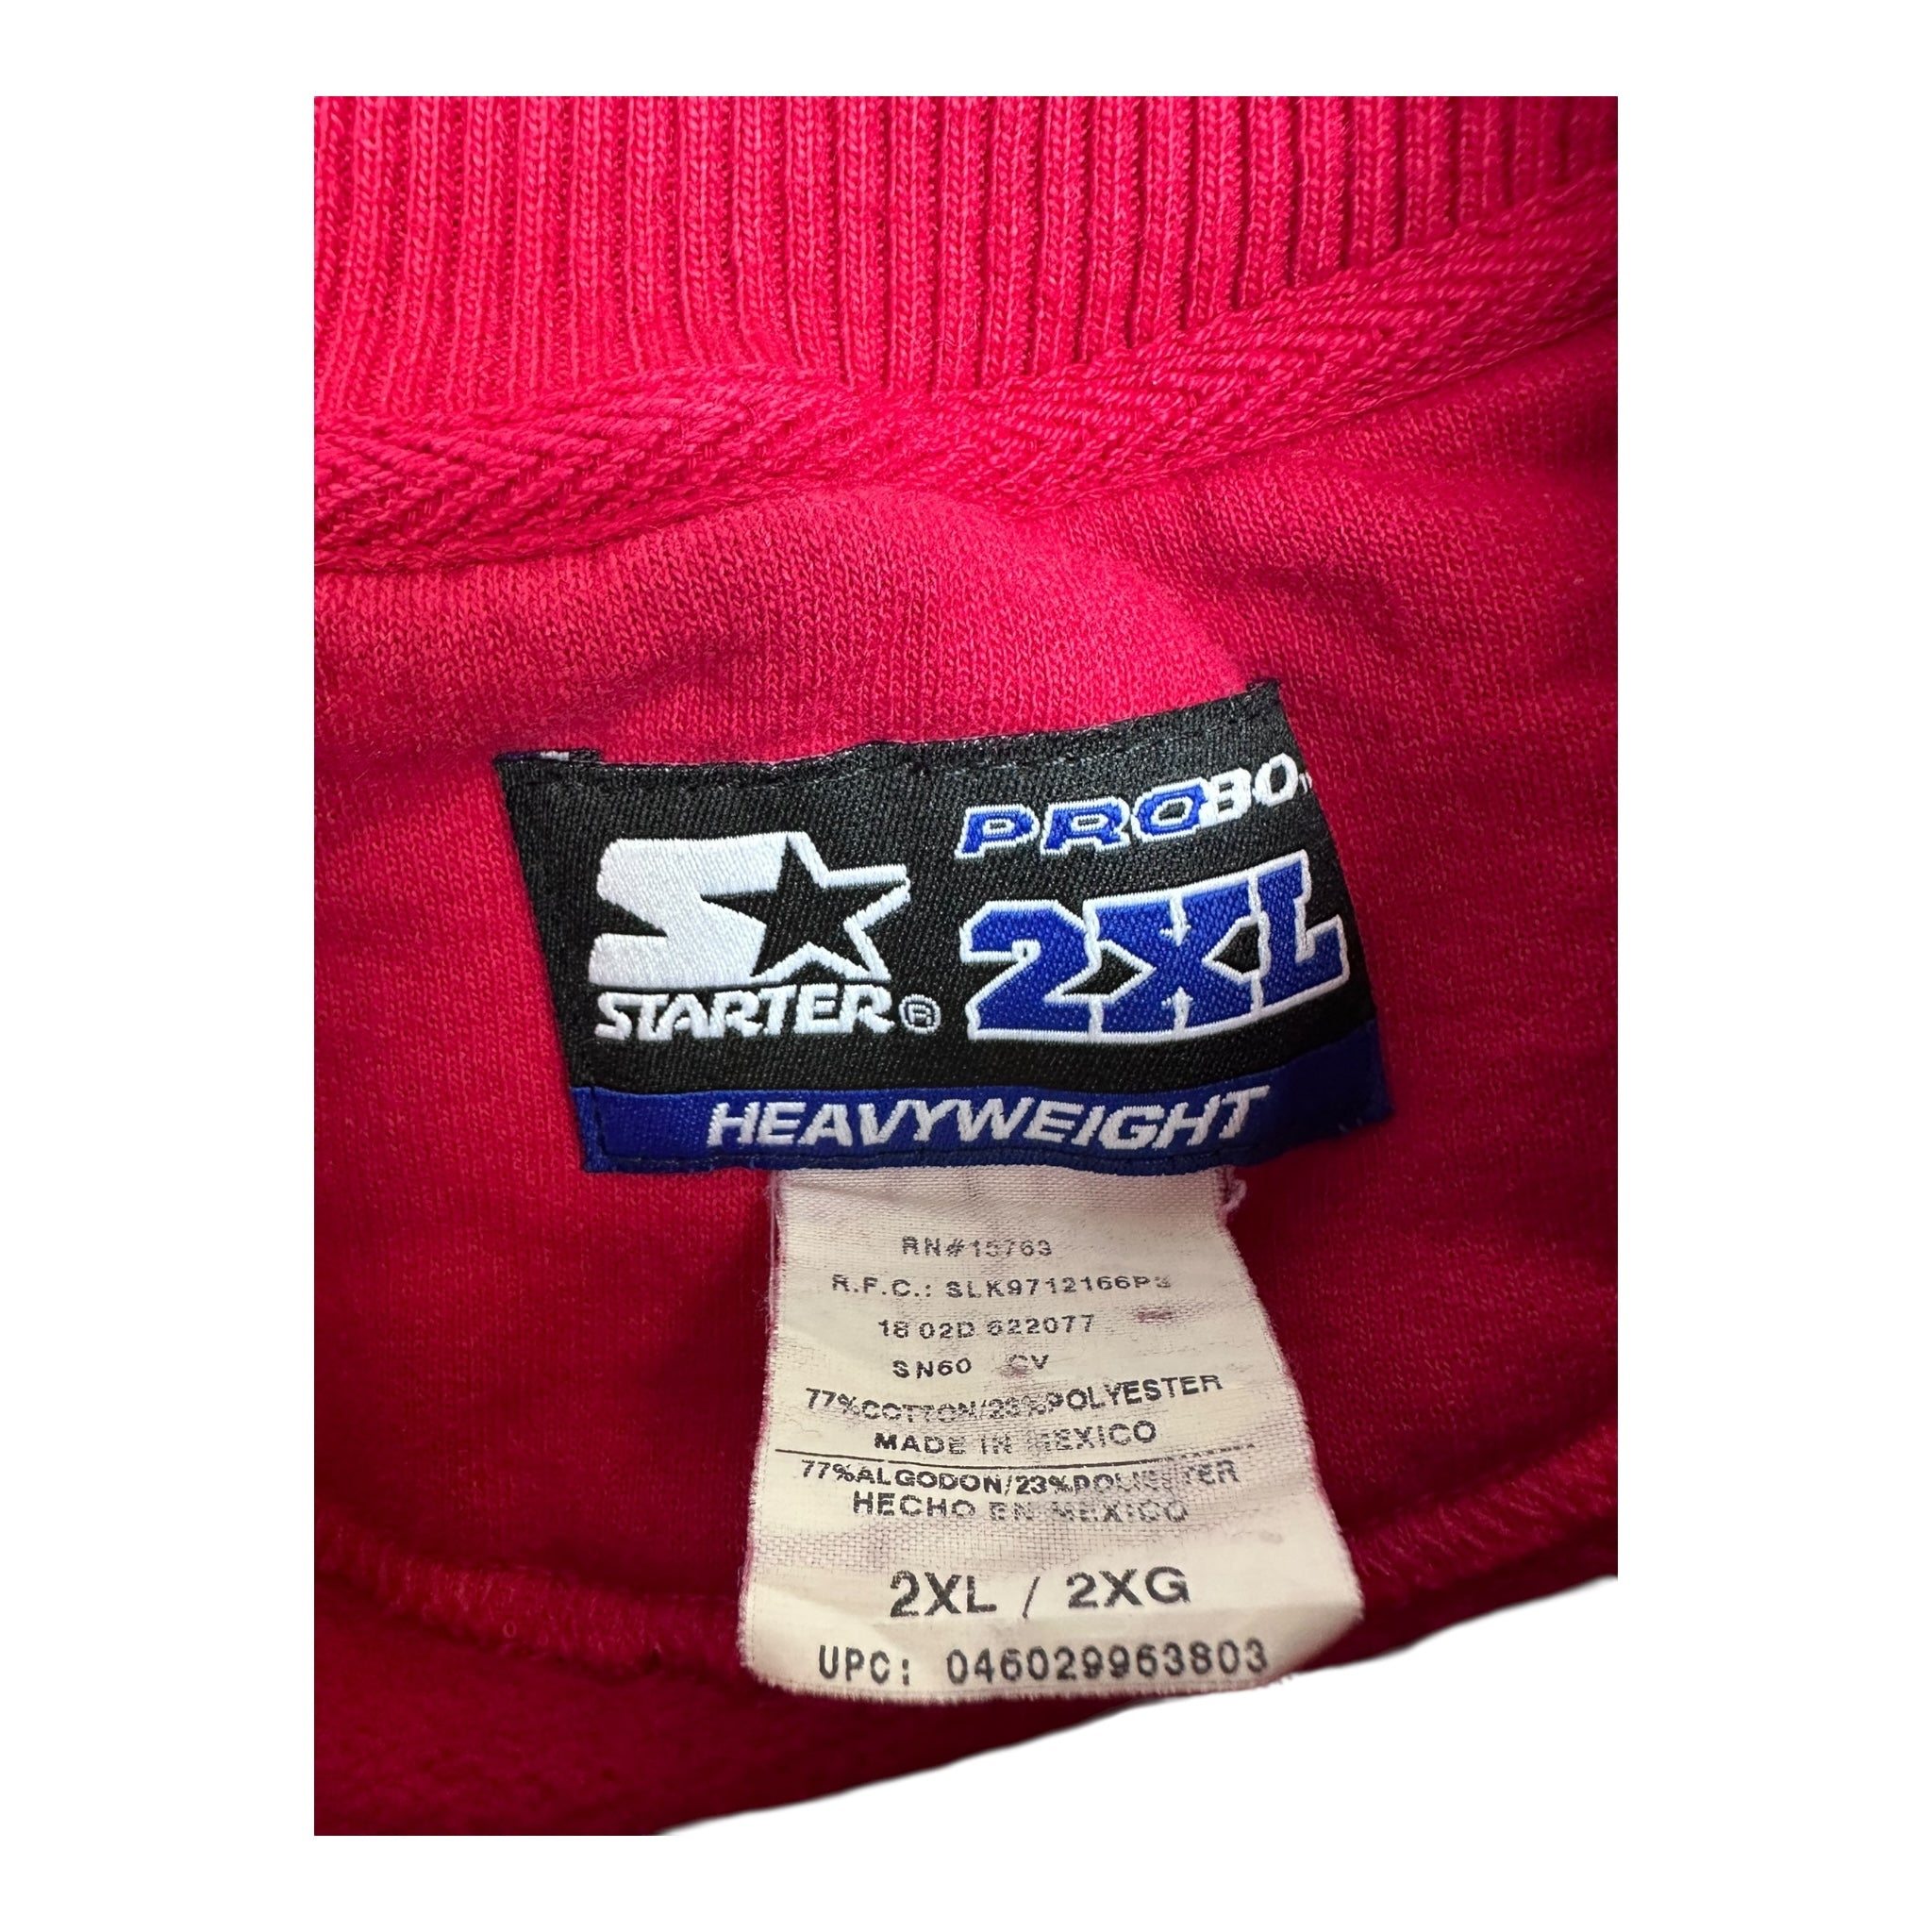 PROBO™
STARTER®
2XL
HEAVYWEIGHT
RN#15763
R.F.C.: SLK9712166P3
18 02D 622077
SN60 CV
77%COTTON/23%POLYESTER
MADE IN MEXICO
77%ALGODON/23%POLIESTER
HECHO EN MEXICO
2XL / 2XG
UPC: 046029963803